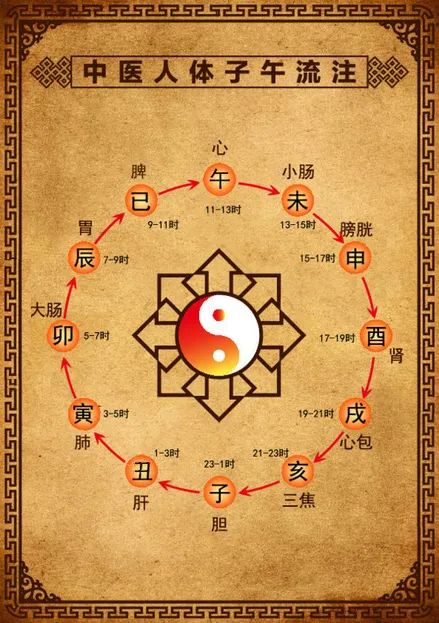 中医人体子午流注
心
午
11-13时
小肠
未
13-15时
膀胱
申
15-17时
酉
17-19时
肾
戌
19-21时
心包
亥
21-23时
三焦
子
23-1时
胆
丑
1-3时
肝
寅
3-5时
肺
大肠
卯
5-7时
胃
辰
7-9时
脾
已
9-11时